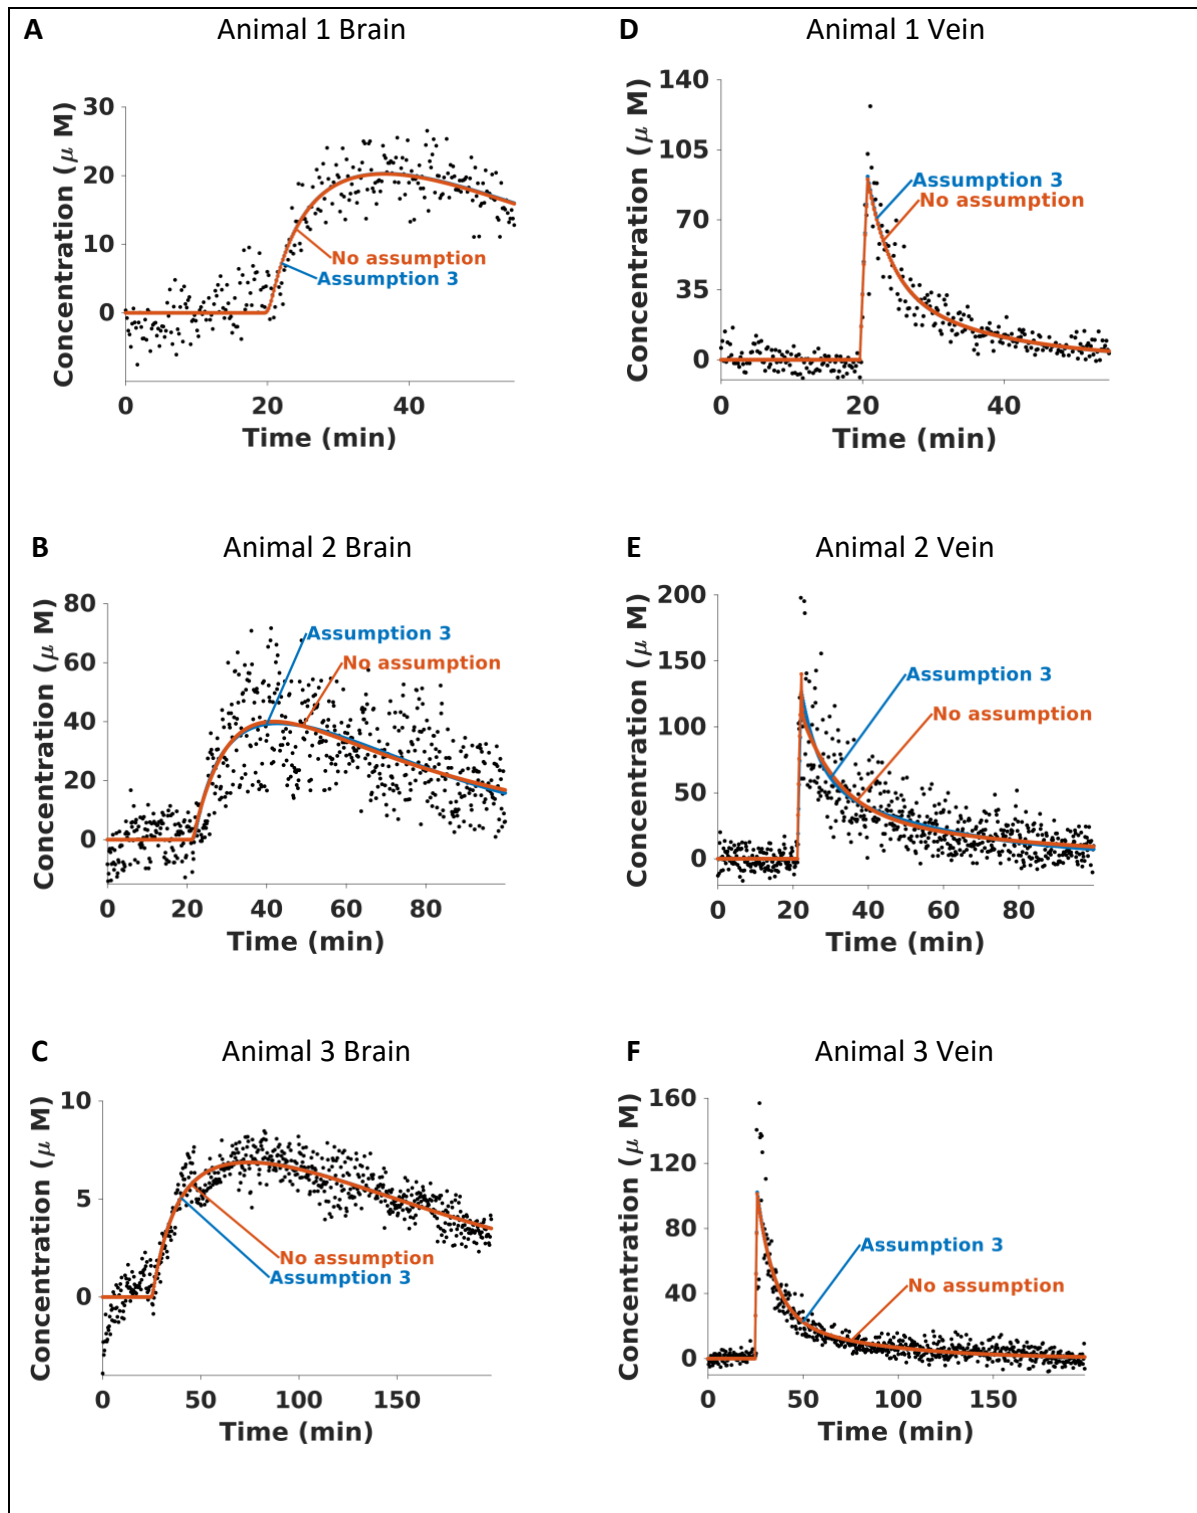 A Animal 1 Brain
Concentration (μ M)
30
20
10
0
No assumption
Assumption 3
0 20 40
Time (min)
D Animal 1 Vein
Concentration (μ M)
140
105
70
35
0
Assumption 3
No assumption
0 20 40
Time (min)
B Animal 2 Brain
Concentration (μ M)
80
60
40
20
0
Assumption 3
No assumption
0 20 40 60 80
Time (min)
E Animal 2 Vein
Concentration (μ M)
200
150
100
50
0
Assumption 3
No assumption
0 20 40 60 80
Time (min)
C Animal 3 Brain
Concentration (μ M)
10
5
0
No assumption
Assumption 3
0 50 100 150
Time (min)
F Animal 3 Vein
Concentration (μ M)
160
120
80
40
0
Assumption 3
No assumption
0 50 100 150
Time (min)